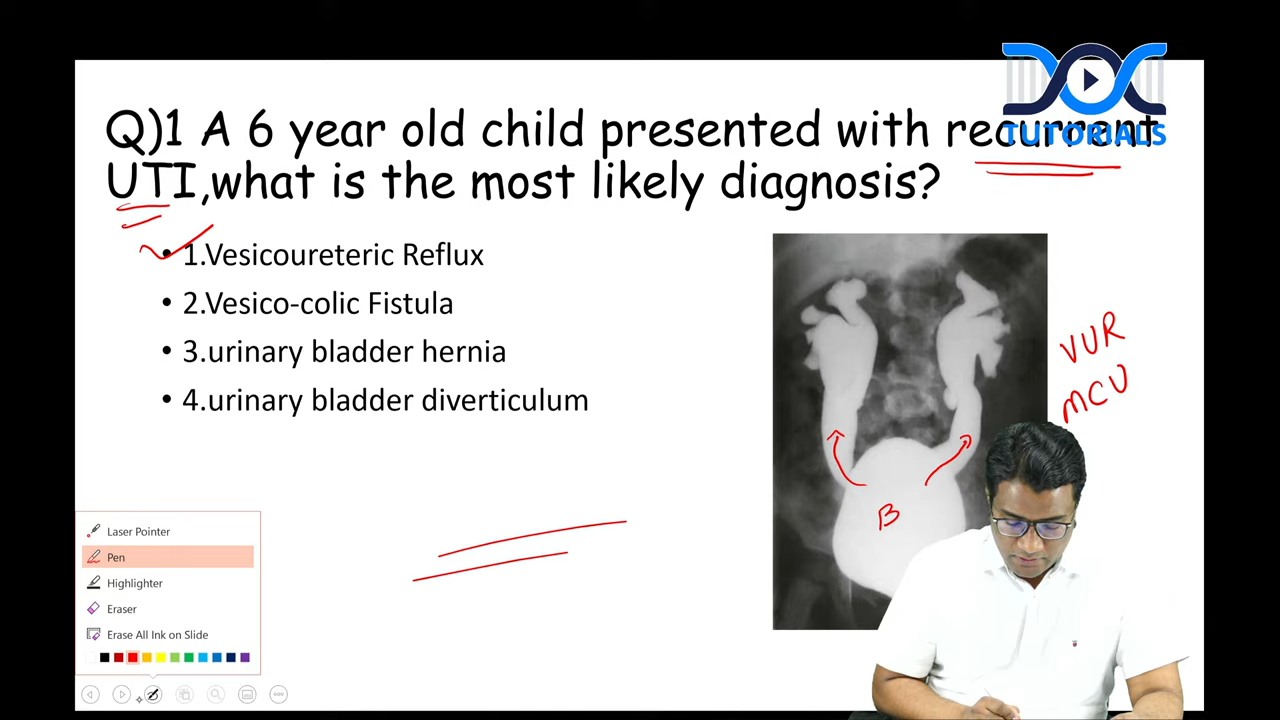 TUTORIALS
Q)1 A 6 year old child presented with recurrent
UTI,what is the most likely diagnosis?
• 1.Vesicoureteric Reflux
• 2.Vesico-colic Fistula
• 3.urinary bladder hernia
• 4.urinary bladder diverticulum
VUR
MCU
B
Laser Pointer
Pen
Highlighter
Eraser
Erase All Ink on Slide